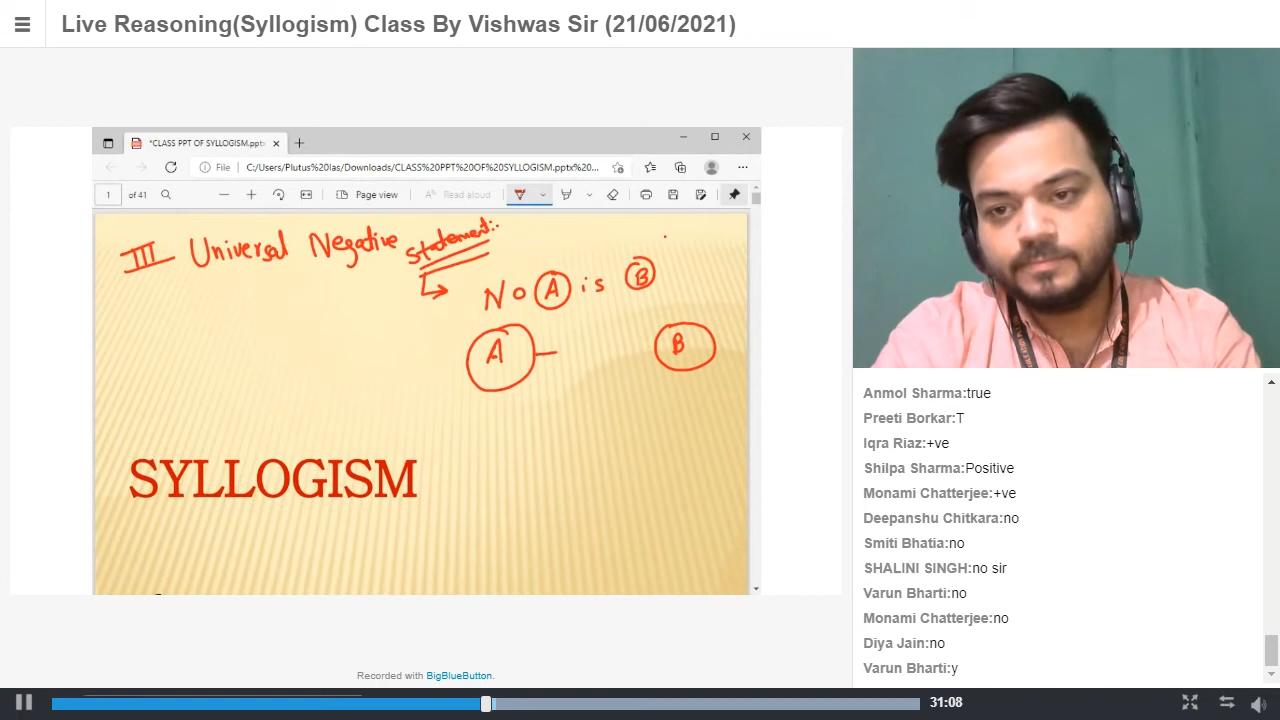 Live Reasoning(Syllogism) Class By Vishwas Sir (21/06/2021)
*CLASS PPT OF SYLLOGISM.pptx
File
C:/Users/Plutus%20Ias/Downloads/CLASS%20PPT%20OF%20SYLLOGISM.pptx%20...
1 of 41
Page view
Read aloud
III Universal Negative Statement:-
No A is B
A B
SYLLOGISM
Anmol Sharma:true
Preeti Borkar:T
Iqra Riaz:+ve
Shilpa Sharma:Positive
Monami Chatterjee:+ve
Deepanshu Chitkara:no
Smiti Bhatia:no
SHALINI SINGH:no sir
Varun Bharti:no
Monami Chatterjee:no
Diya Jain:no
Varun Bharti:y
Recorded with BigBlueButton.
31:08